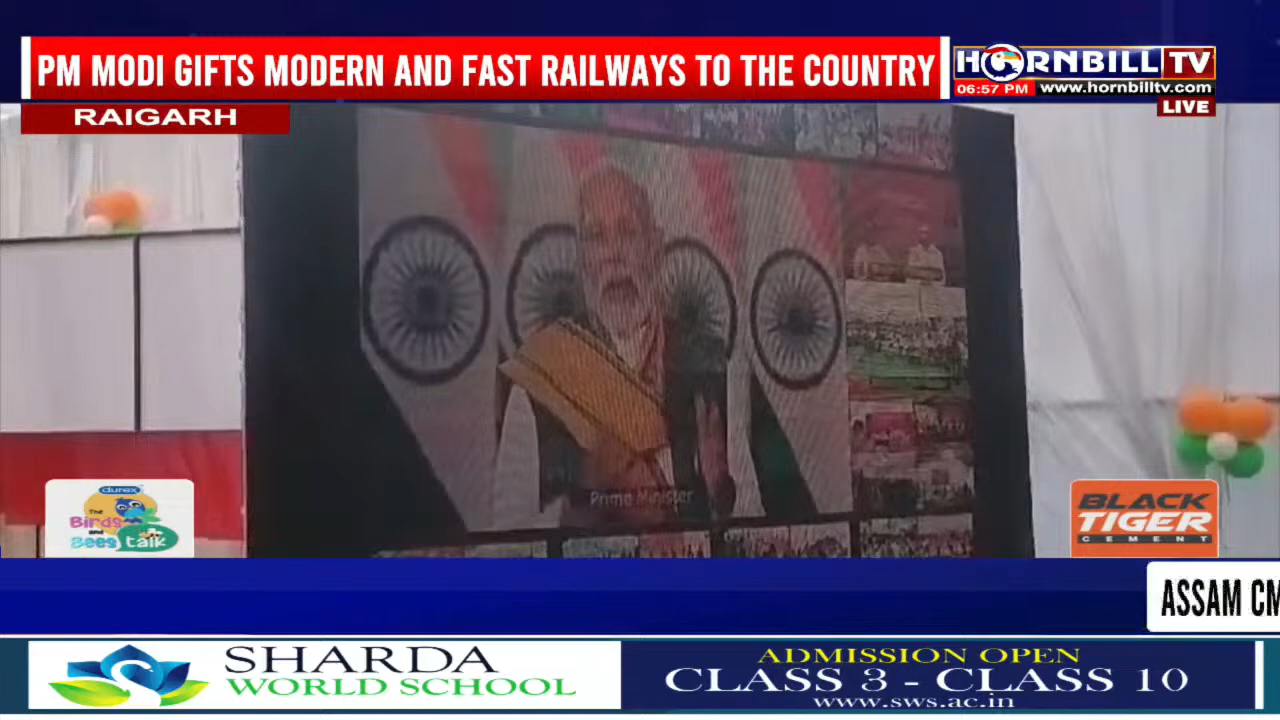 PM MODI GIFTS MODERN AND FAST RAILWAYS TO THE COUNTRY
HORNBILL TV
06:57 PM www.hornbilltv.com
LIVE
RAIGARH
Prime Minister
durex
The
Birds
and
Bees talk
BLACK
TIGER
CEMENT
ASSAM CM
SHARDA
WORLD SCHOOL
ADMISSION OPEN
CLASS 3 - CLASS 10
www.sws.ac.in